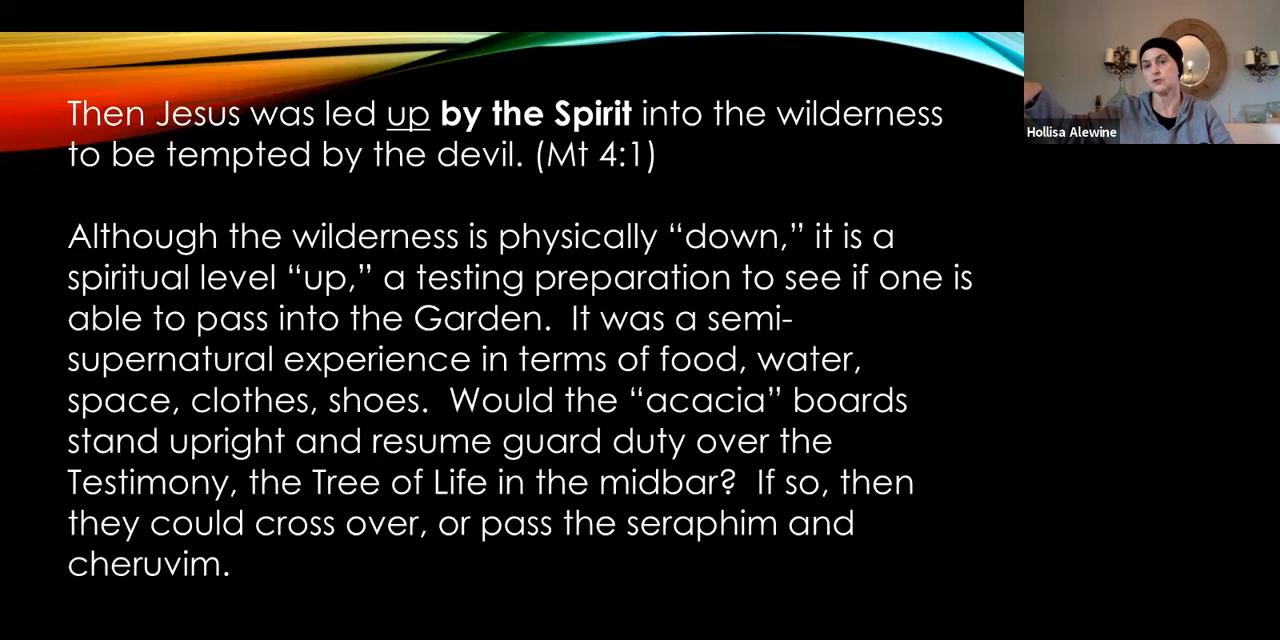 Then Jesus was led up by the Spirit into the wilderness
to be tempted by the devil. (Mt 4:1)
Although the wilderness is physically “down,” it is a
spiritual level “up,” a testing preparation to see if one is
able to pass into the Garden.  It was a semi-
supernatural experience in terms of food, water,
space, clothes, shoes.  Would the “acacia” boards
stand upright and resume guard duty over the
Testimony, the Tree of Life in the midbar?  If so, then
they could cross over, or pass the seraphim and
cheruvim.
Hollisa Alewine